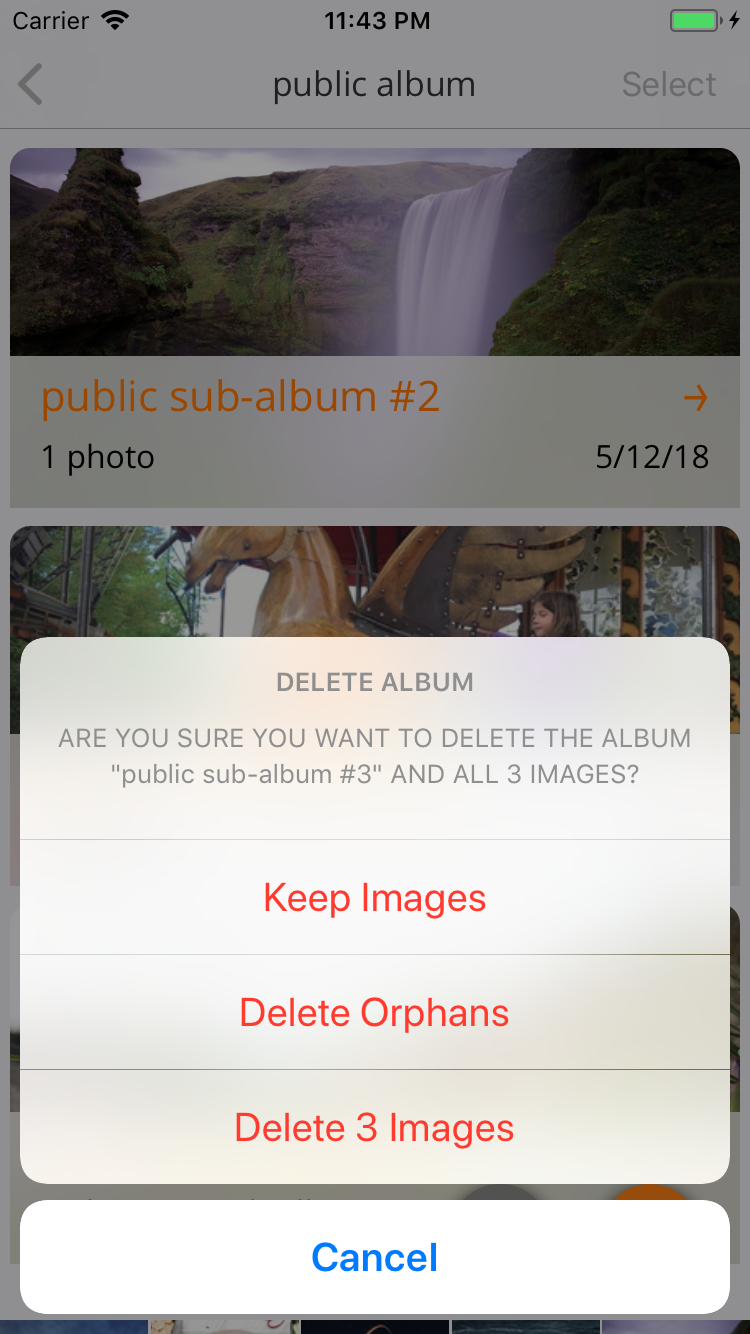 Carrier 11:43 PM
public album Select
public sub-album #2 →
1 photo 5/12/18
DELETE ALBUM
ARE YOU SURE YOU WANT TO DELETE THE ALBUM
"public sub-album #3" AND ALL 3 IMAGES?
Keep Images
Delete Orphans
Delete 3 Images
Cancel